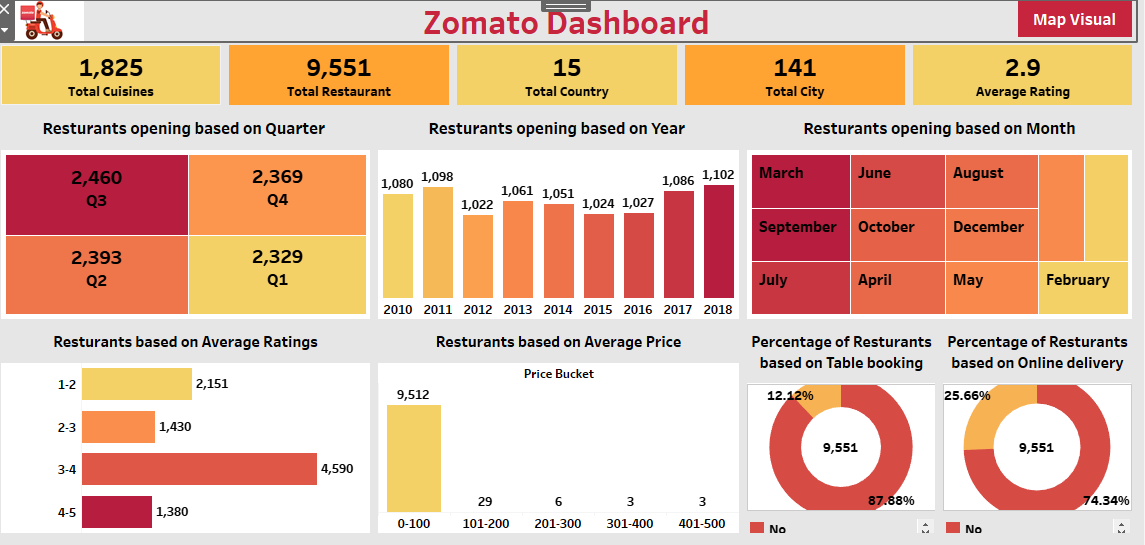 Zomato Dashboard
Map Visual
1,825
Total Cuisines
9,551
Total Restaurant
15
Total Country
141
Total City
2.9
Average Rating
Resturants opening based on Quarter
2,460
Q3
2,369
Q4
2,393
Q2
2,329
Q1
Resturants opening based on Year
1,080
1,098
1,022
1,061
1,051
1,024
1,027
1,086
1,102
2010
2011
2012
2013
2014
2015
2016
2017
2018
Resturants opening based on Month
March
June
August
September
October
December
July
April
May
February
Resturants based on Average Ratings
1-2
2,151
2-3
1,430
3-4
4,590
4-5
1,380
Resturants based on Average Price
Price Bucket
9,512
29
6
3
3
0-100
101-200
201-300
301-400
401-500
Percentage of Resturants
based on Table booking
12.12%
9,551
87.88%
No
Percentage of Resturants
based on Online delivery
25.66%
9,551
74.34%
No